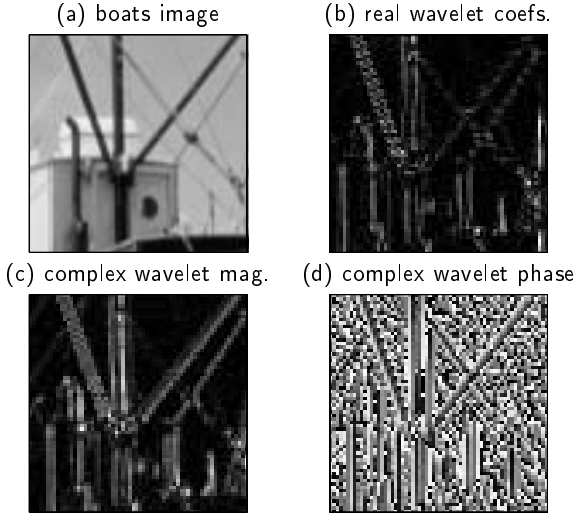 (a) boats image
(b) real wavelet coefs.
(c) complex wavelet mag.
(d) complex wavelet phase